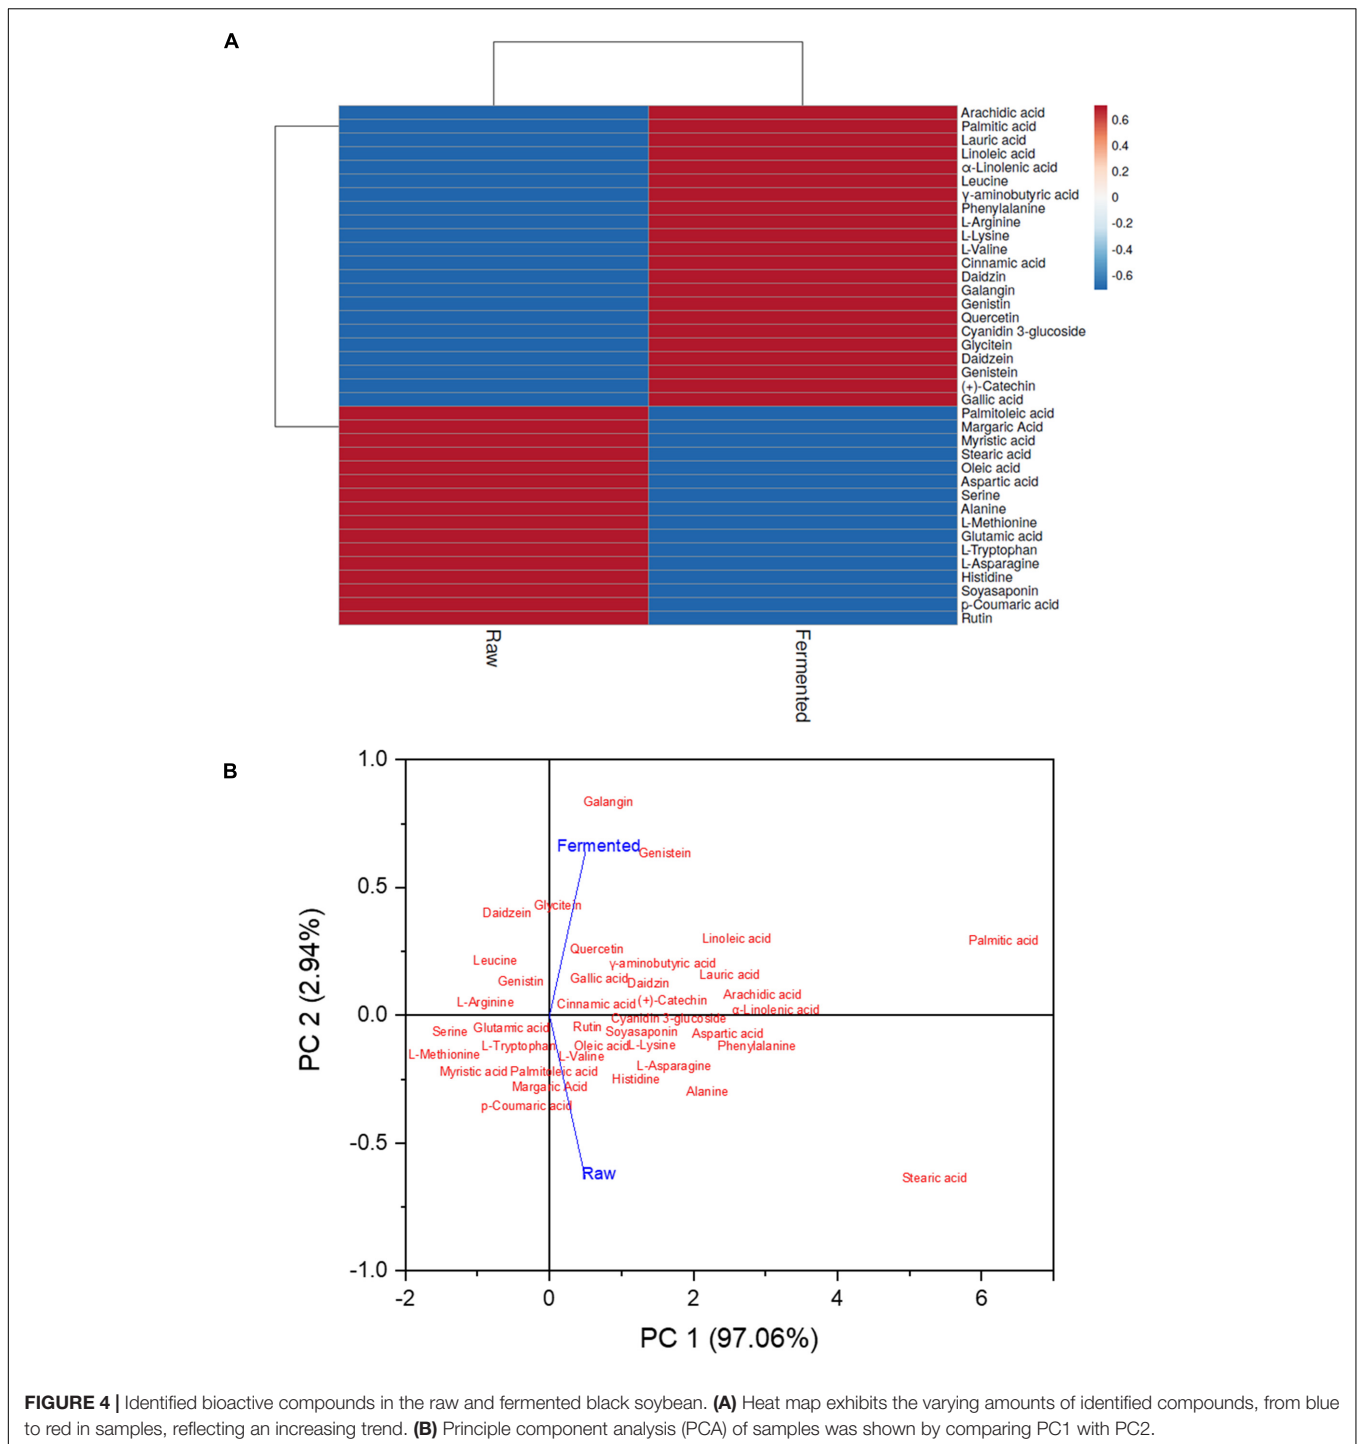 A
Arachidic acid
Palmitic acid
Lauric acid
Linoleic acid
α-Linolenic acid
Leucine
γ-aminobutyric acid
Phenylalanine
L-Arginine
L-Lysine
L-Valine
Cinnamic acid
Daidzin
Galangin
Genistin
Quercetin
Cyanidin 3-glucoside
Glycitein
Daidzein
Genistein
(+)-Catechin
Gallic acid
Palmitoleic acid
Margaric Acid
Myristic acid
Stearic acid
Oleic acid
Aspartic acid
Serine
Alanine
L-Methionine
Glutamic acid
L-Tryptophan
L-Asparagine
Histidine
Soyasaponin
p-Coumaric acid
Rutin
0.6
0.4
0.2
0
-0.2
-0.4
-0.6
Raw
Fermented
B
1.0
0.5
0.0
-0.5
-1.0
PC 2 (2.94%)
Galangin
Fermented
Genistein
Glycitein
Daidzein
Linoleic acid
Palmitic acid
Quercetin
Leucine
γ-aminobutyric acid
Lauric acid
Genistin
Gallic acid
Daidzin
Arachidic acid
L-Arginine
Cinnamic acid
(+)-Catechin
α-Linolenic acid
Cyanidin 3-glucoside
Serine
Glutamic acid
Rutin
Soyasaponin
Aspartic acid
L-Tryptophan
Oleic acid
L-Lysine
Phenylalanine
L-Methionine
L-Valine
L-Asparagine
Myristic acid
Palmitoleic acid
Histidine
Margaric Acid
Alanine
p-Coumaric acid
Raw
Stearic acid
-2
0
2
4
6
PC 1 (97.06%)
FIGURE 4 | Identified bioactive compounds in the raw and fermented black soybean. (A) Heat map exhibits the varying amounts of identified compounds, from blue
to red in samples, reflecting an increasing trend. (B) Principle component analysis (PCA) of samples was shown by comparing PC1 with PC2.